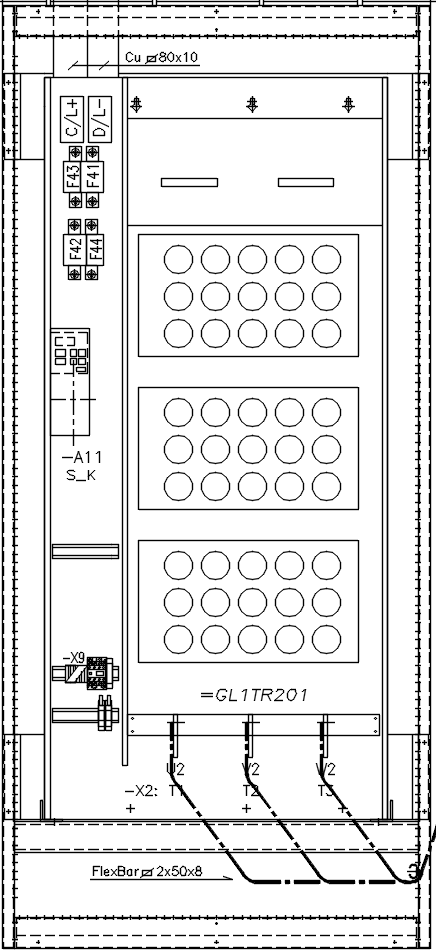 Cu ▱80x10
C/L+ D/L-
F43 F41
F42 F44
-A11
S_K
-X9
=GL1TR201
U2 V2 W2
-X2: T1 T2 T3
FlexBar▱2x50x8
3